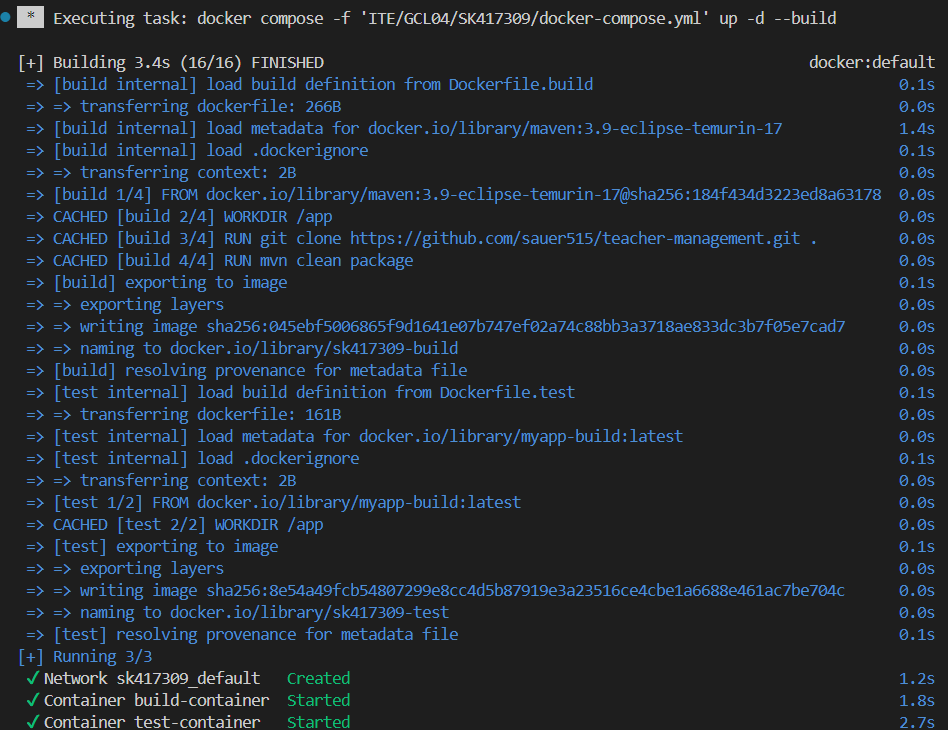 * Executing task: docker compose -f 'ITE/GCL04/SK417309/docker-compose.yml' up -d --build
[+] Building 3.4s (16/16) FINISHED docker:default
=> [build internal] load build definition from Dockerfile.build 0.1s
=> => transferring dockerfile: 266B 0.0s
=> [build internal] load metadata for docker.io/library/maven:3.9-eclipse-temurin-17 1.4s
=> [build internal] load .dockerignore 0.1s
=> => transferring context: 2B 0.0s
=> [build 1/4] FROM docker.io/library/maven:3.9-eclipse-temurin-17@sha256:184f434d3223ed8a63178 0.0s
=> CACHED [build 2/4] WORKDIR /app 0.0s
=> CACHED [build 3/4] RUN git clone https://github.com/sauer515/teacher-management.git . 0.0s
=> CACHED [build 4/4] RUN mvn clean package 0.0s
=> [build] exporting to image 0.1s
=> => exporting layers 0.0s
=> => writing image sha256:045ebf5006865f9d1641e07b747ef02a74c88bb3a3718ae833dc3b7f05e7cad7 0.0s
=> => naming to docker.io/library/sk417309-build 0.0s
=> [build] resolving provenance for metadata file 0.0s
=> [test internal] load build definition from Dockerfile.test 0.1s
=> => transferring dockerfile: 161B 0.0s
=> [test internal] load metadata for docker.io/library/myapp-build:latest 0.0s
=> [test internal] load .dockerignore 0.1s
=> => transferring context: 2B 0.0s
=> [test 1/2] FROM docker.io/library/myapp-build:latest 0.0s
=> CACHED [test 2/2] WORKDIR /app 0.0s
=> [test] exporting to image 0.1s
=> => exporting layers 0.0s
=> => writing image sha256:8e54a49fcb54807299e8cc4d5b87919e3a23516ce4cbe1a6688e461ac7be704c 0.0s
=> => naming to docker.io/library/sk417309-test 0.0s
=> [test] resolving provenance for metadata file 0.1s
[+] Running 3/3
✓ Network sk417309_default Created 1.2s
✓ Container build-container Started 1.8s
✓ Container test-container Started 2.7s